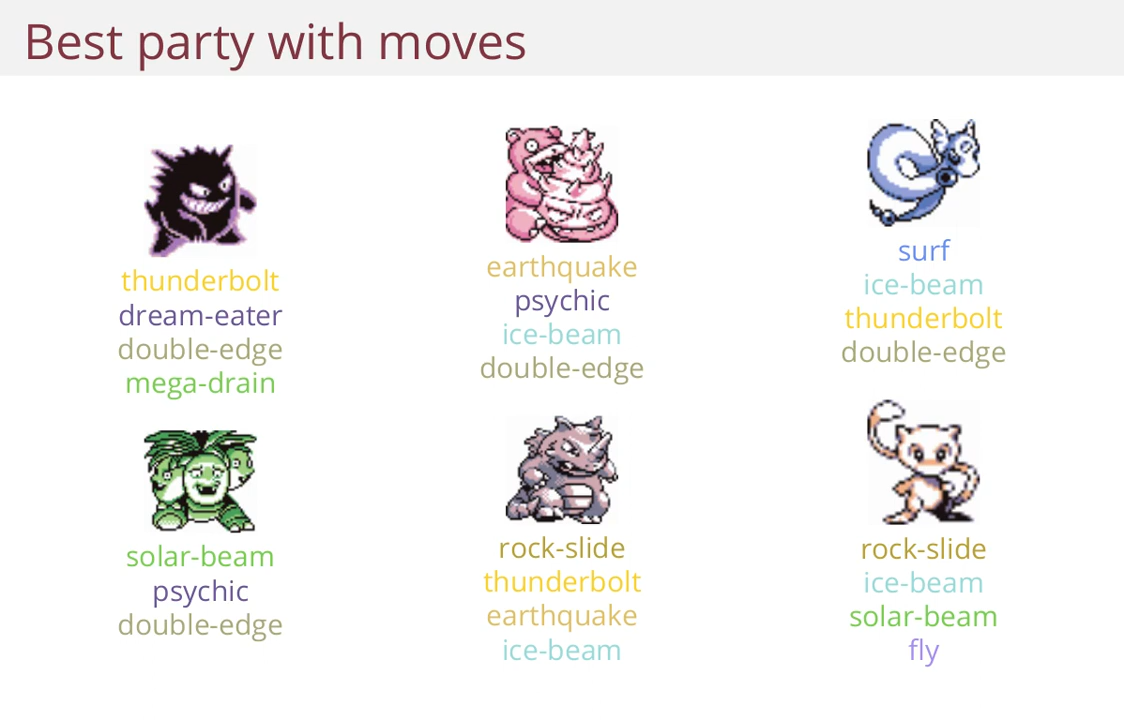 Best party with moves
thunderbolt
dream-eater
double-edge
mega-drain
earthquake
psychic
ice-beam
double-edge
surf
ice-beam
thunderbolt
double-edge
solar-beam
psychic
double-edge
rock-slide
thunderbolt
earthquake
ice-beam
rock-slide
ice-beam
solar-beam
fly